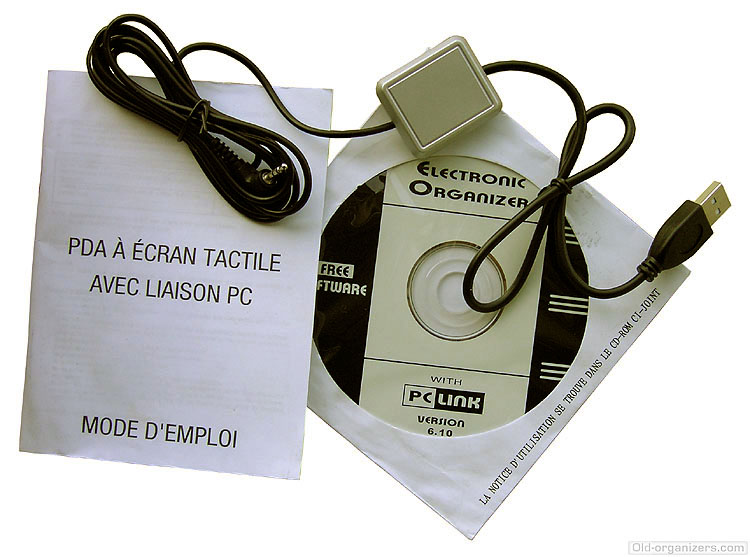 PDA À ÉCRAN TACTILE
AVEC LIAISON PC
MODE D'EMPLOI
ELECTRONIC
ORGANIZER
FREE
FTWARE
WITH
PC LINK
VERSION
6.10
LA NOTICE D'UTILISATION SE TROUVE DANS LE CD-ROM CI-JOINT
Old-organizers.com